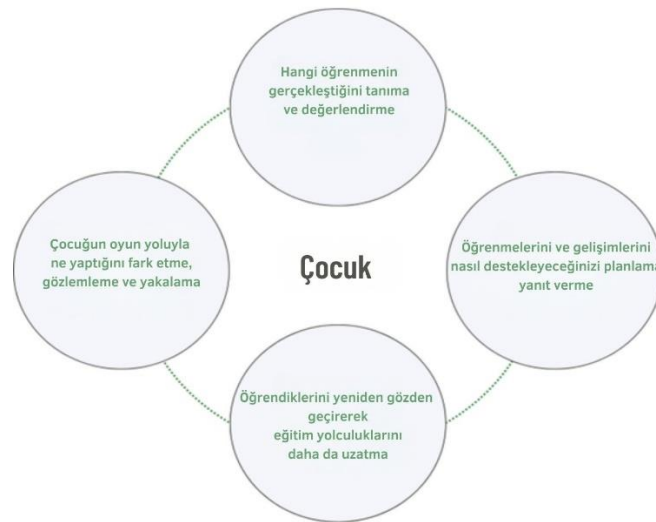 Hangi öğrenmenin
gerçekleştiğini tanıma
ve değerlendirme
Çocuğun oyun yoluyla
ne yaptığını fark etme,
gözlemleme ve yakalama
Çocuk
Öğrenmelerini ve gelişimlerini
nasıl destekleyeceğinizi planlama
yanıt verme
Öğrendiklerini yeniden gözden
geçirerek
eğitim yolculuklarını
daha da uzatma